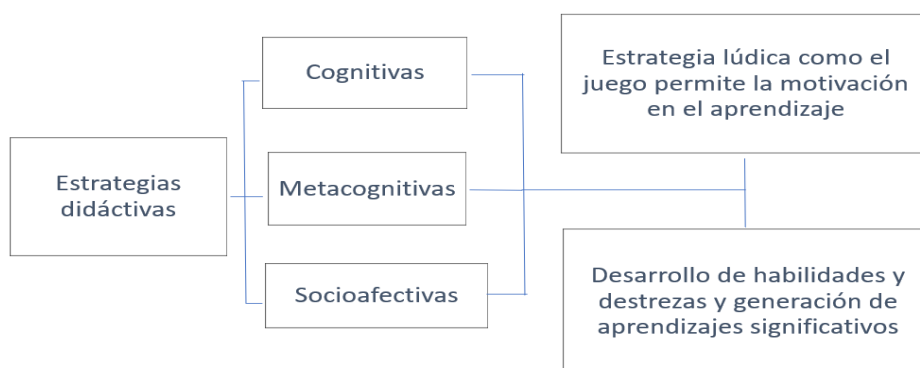 Estrategias
didáctivas
Cognitivas
Metacognitivas
Socioafectivas
Estrategia lúdica como el
juego permite la motivación
en el aprendizaje
Desarrollo de habilidades y
destrezas y generación de
aprendizajes significativos